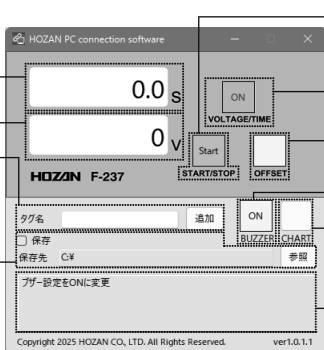 HOZAN PC connection software
0.0 S
ON
VOLTAGE/TIME
0 V
Start
START/STOP
OFFSET
HOZAN F-237
タグ名
追加
ON
BUZZER
CHART
保存
保存先 C:¥
参照
ブザー設定をONに変更
Copyright 2025 HOZAN CO., LTD. All Rights Reserved.
ver1.0.1.1